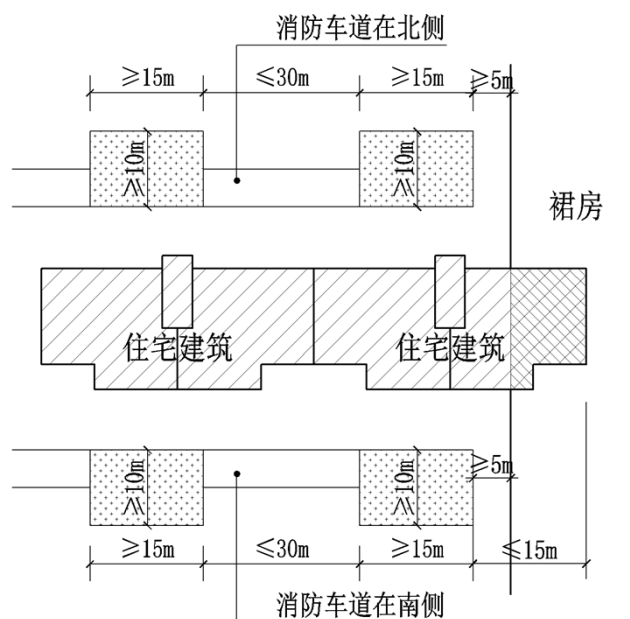 消防车道在北侧
≥15m
≤30m
≥15m
≥5m
≥10m
≥10m
裙房
住宅建筑
住宅建筑
≥5m
≥10m
≥10m
≥15m
≤30m
≥15m
≤15m
消防车道在南侧